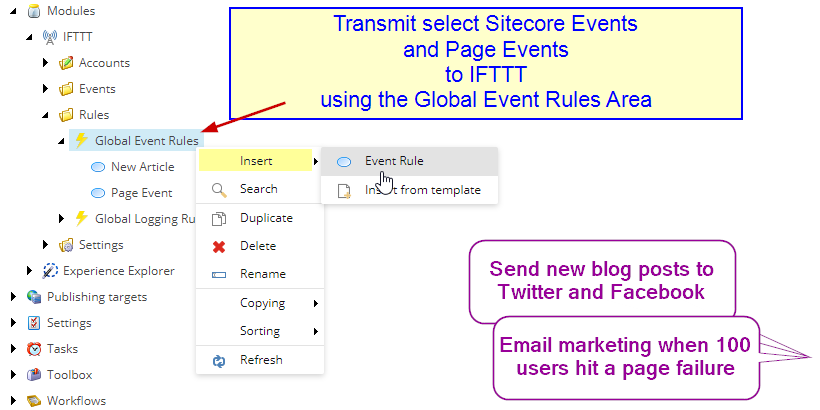 Modules
IFTTT
Accounts
Events
Rules
Global Event Rules
New Article
Page Event
Global Logging Ru
Settings
Experience Explorer
Publishing targets
Settings
Tasks
Toolbox
Workflows
Transmit select Sitecore Events
and Page Events
to IFTTT
using the Global Event Rules Area
Insert
Search
Duplicate
Delete
Rename
Copying
Sorting
Refresh
Event Rule
Insert from template
Send new blog posts to
Twitter and Facebook
Email marketing when 100
users hit a page failure